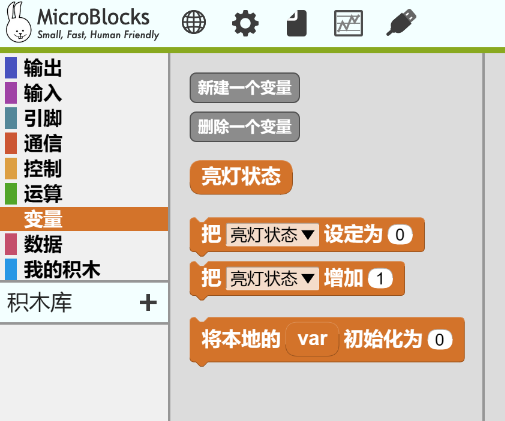 MicroBlocks
Small, Fast, Human Friendly
输出
输入
引脚
通信
控制
运算
变量
数据
我的积木
积木库 +
新建一个变量
删除一个变量
亮灯状态
把 亮灯状态▼ 设定为 0
把 亮灯状态▼ 增加 1
将本地的 var 初始化为 0